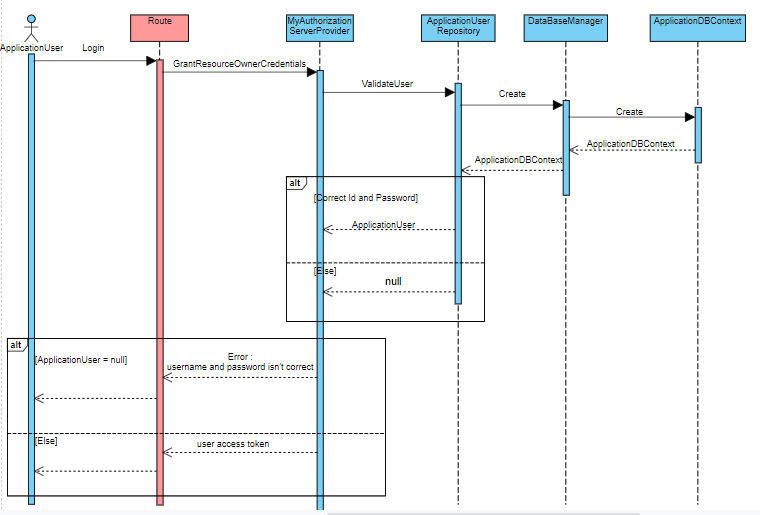 Route
MyAuthorization
ServerProvider
ApplicationUser
Repository
DataBaseManager
ApplicationDBContext
ApplicationUser
Login
GrantResourceOwnerCredentials
ValidateUser
Create
Create
ApplicationDBContext
ApplicationDBContext
alt
[Correct Id and Password]
ApplicationUser
[Else]
null
alt
[ApplicationUser = null]
Error :
username and password isn't correct
[Else]
user access token